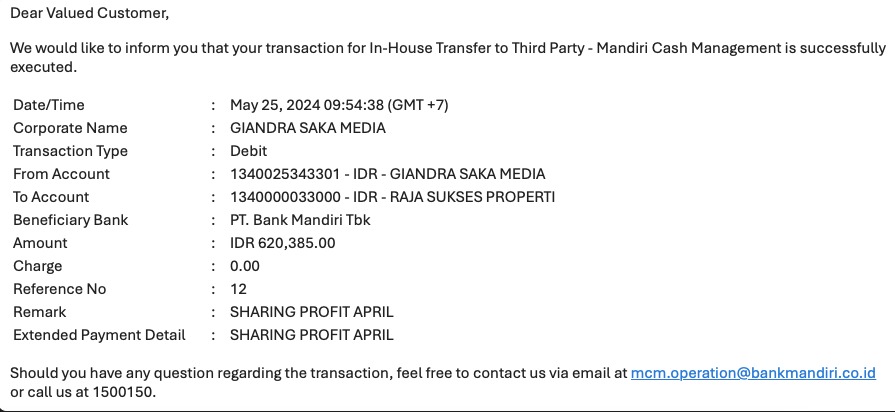 Dear Valued Customer,
We would like to inform you that your transaction for In-House Transfer to Third Party - Mandiri Cash Management is successfully
executed.
Date/Time : May 25, 2024 09:54:38 (GMT +7)
Corporate Name : GIANDRA SAKA MEDIA
Transaction Type : Debit
From Account : 1340025343301 - IDR - GIANDRA SAKA MEDIA
To Account : 1340000033000 - IDR - RAJA SUKSES PROPERTI
Beneficiary Bank : PT. Bank Mandiri Tbk
Amount : IDR 620,385.00
Charge : 0.00
Reference No : 12
Remark : SHARING PROFIT APRIL
Extended Payment Detail : SHARING PROFIT APRIL
Should you have any question regarding the transaction, feel free to contact us via email at mcm.operation@bankmandiri.co.id
or call us at 1500150.